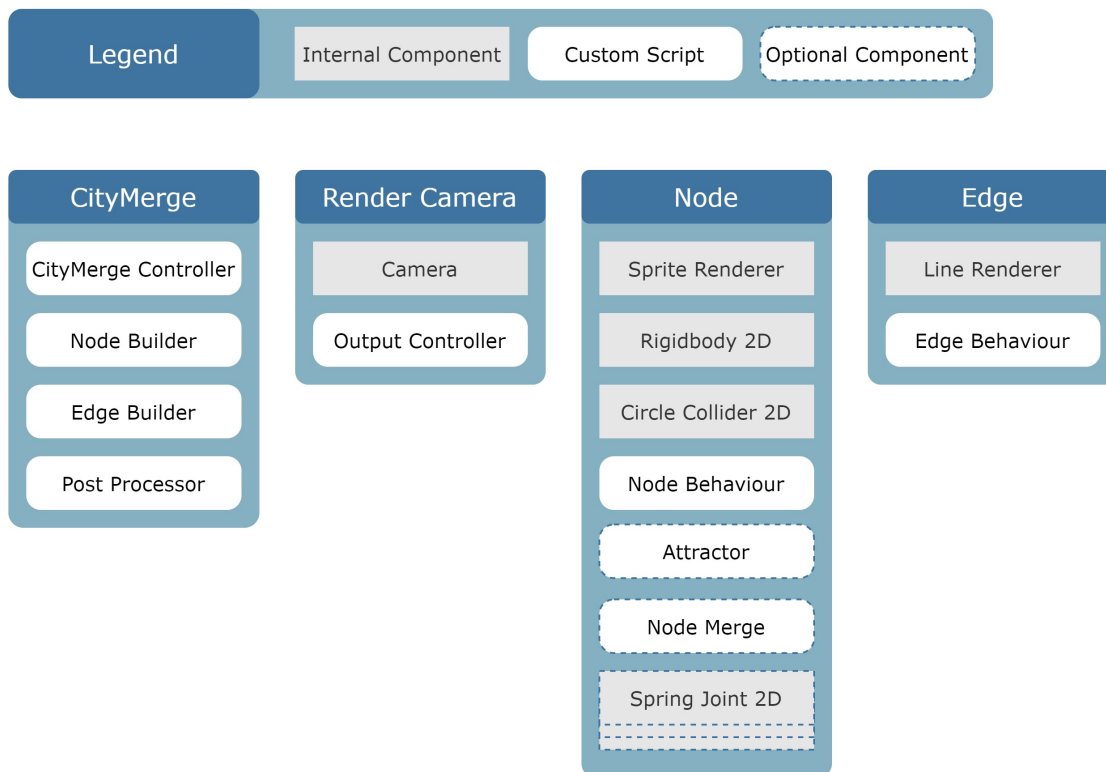 Legend
Internal Component
Custom Script
Optional Component
CityMerge
CityMerge Controller
Node Builder
Edge Builder
Post Processor
Render Camera
Camera
Output Controller
Node
Sprite Renderer
Rigidbody 2D
Circle Collider 2D
Node Behaviour
Attractor
Node Merge
Spring Joint 2D
Edge
Line Renderer
Edge Behaviour